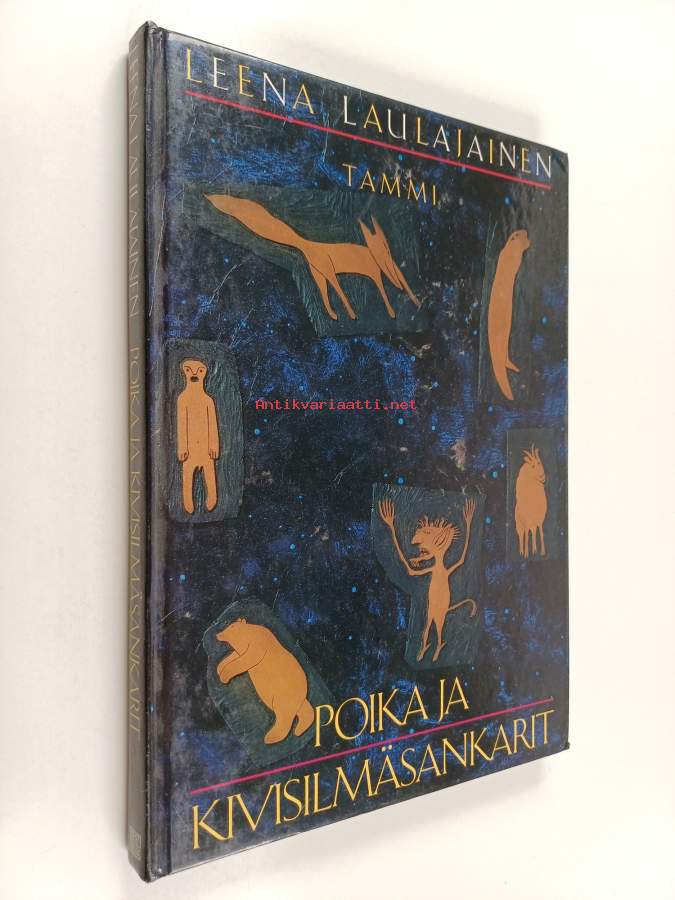 LEENA LAULAJAINEN
TAMMI
Antikvariaatti.net
POIKA JA
KIVISILMÄSANKARIT
LEENA LAULAJAINEN POIKA JA KIVISILMÄSANKARIT